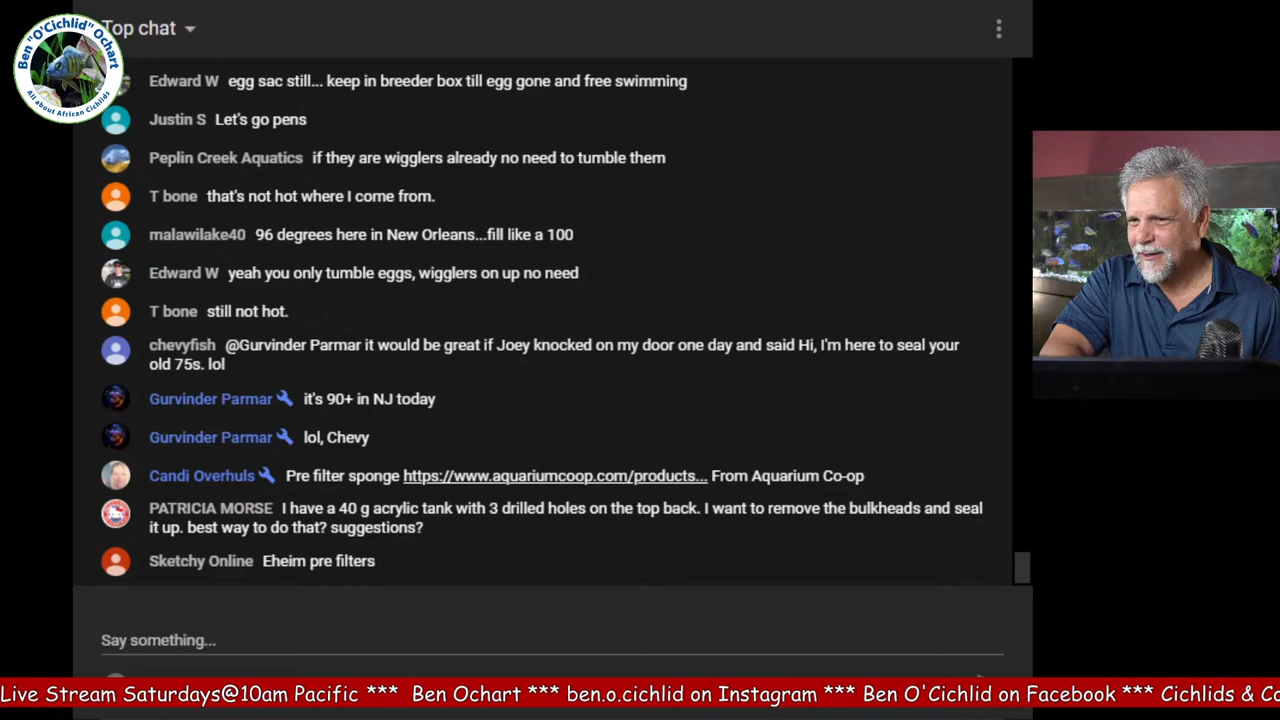 Ben "O'Cichlid" Ochart
All about African Cichlids
Top chat
Edward W egg sac still... keep in breeder box till egg gone and free swimming
Justin S Let's go pens
Peplin Creek Aquatics if they are wigglers already no need to tumble them
T bone that's not hot where I come from.
malawilake40 96 degrees here in New Orleans...fill like a 100
Edward W yeah you only tumble eggs, wigglers on up no need
T bone still not hot.
chevyfish @Gurvinder Parmar it would be great if Joey knocked on my door one day and said Hi, I'm here to seal your
old 75s. lol
Gurvinder Parmar it's 90+ in NJ today
Gurvinder Parmar lol, Chevy
Candi Overhuls Pre filter sponge https://www.aquariumcoop.com/products... From Aquarium Co-op
PATRICIA MORSE I have a 40 g acrylic tank with 3 drilled holes on the top back. I want to remove the bulkheads and seal
it up. best way to do that? suggestions?
Sketchy Online Eheim pre filters
Say something...
Live Stream Saturdays@10am Pacific *** Ben Ochart *** ben.o.cichlid on Instagram *** Ben O'Cichlid on Facebook *** Cichlids & Co